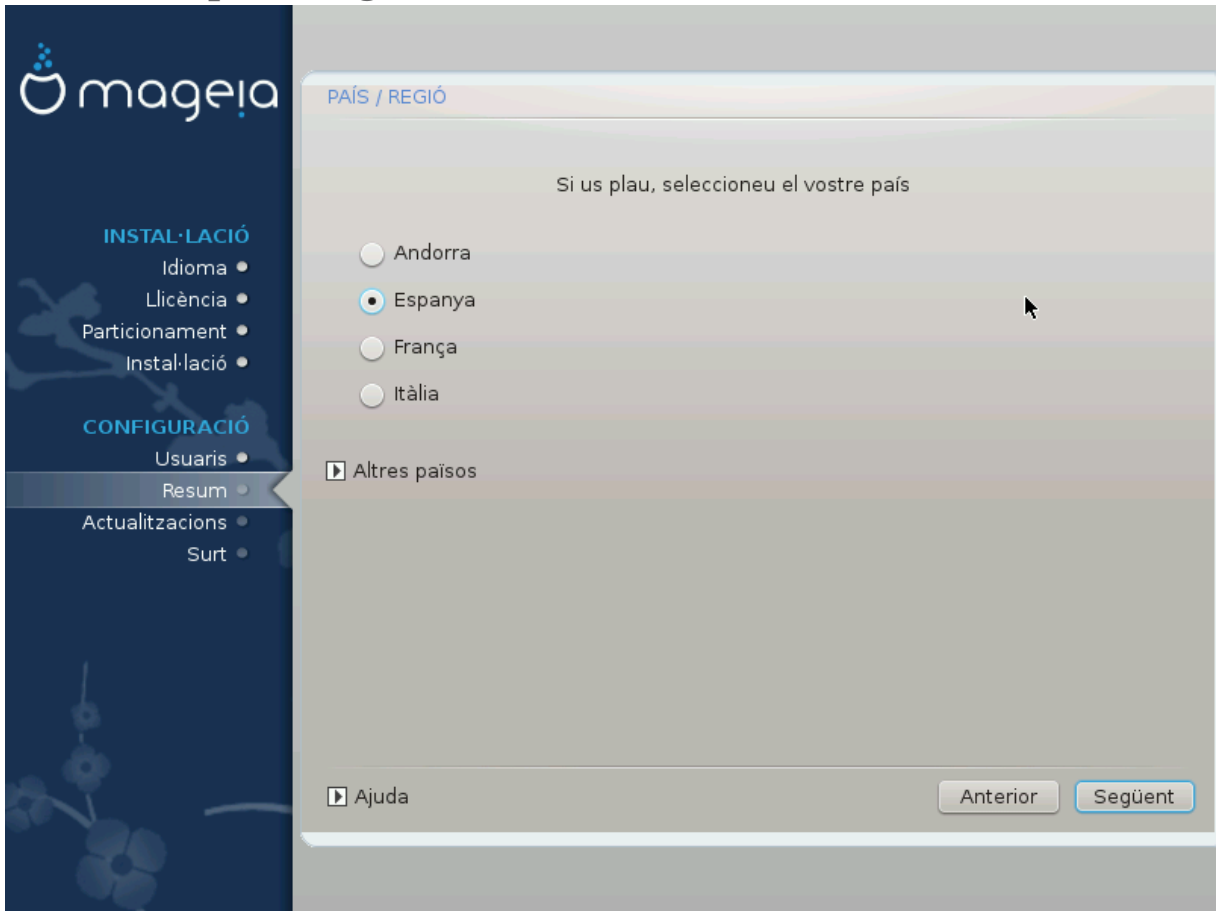 mageia
PAÍS / REGIÓ
Si us plau, seleccioneu el vostre país
INSTAL·LACIÓ
Idioma
Llicència
Particionament
Instal·lació
CONFIGURACIÓ
Usuaris
Resum
Actualitzacions
Surt
Andorra
Espanya
França
Itàlia
Altres països
Ajuda
Anterior
Següent